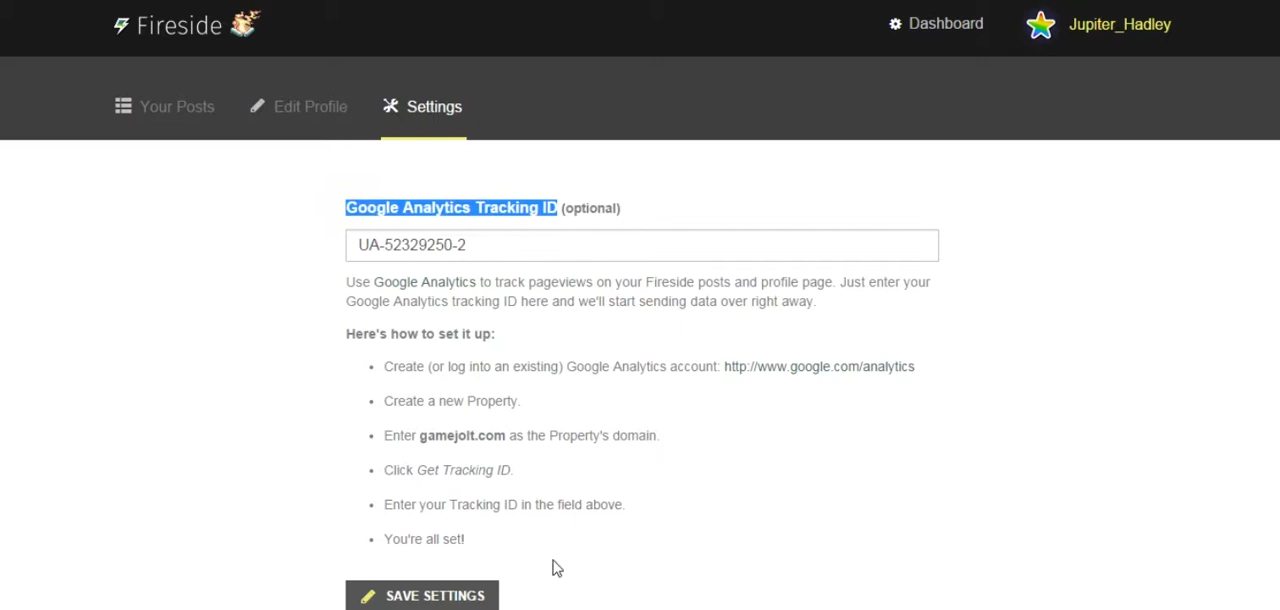 Fireside
Dashboard
Jupiter_Hadley
Your Posts
Edit Profile
Settings
Google Analytics Tracking ID (optional)
UA-52329250-2
Use Google Analytics to track pageviews on your Fireside posts and profile page. Just enter your
Google Analytics tracking ID here and we'll start sending data over right away.
Here's how to set it up:
Create (or log into an existing) Google Analytics account: http://www.google.com/analytics
Create a new Property.
Enter gamejolt.com as the Property's domain.
Click Get Tracking ID.
Enter your Tracking ID in the field above.
You're all set!
SAVE SETTINGS